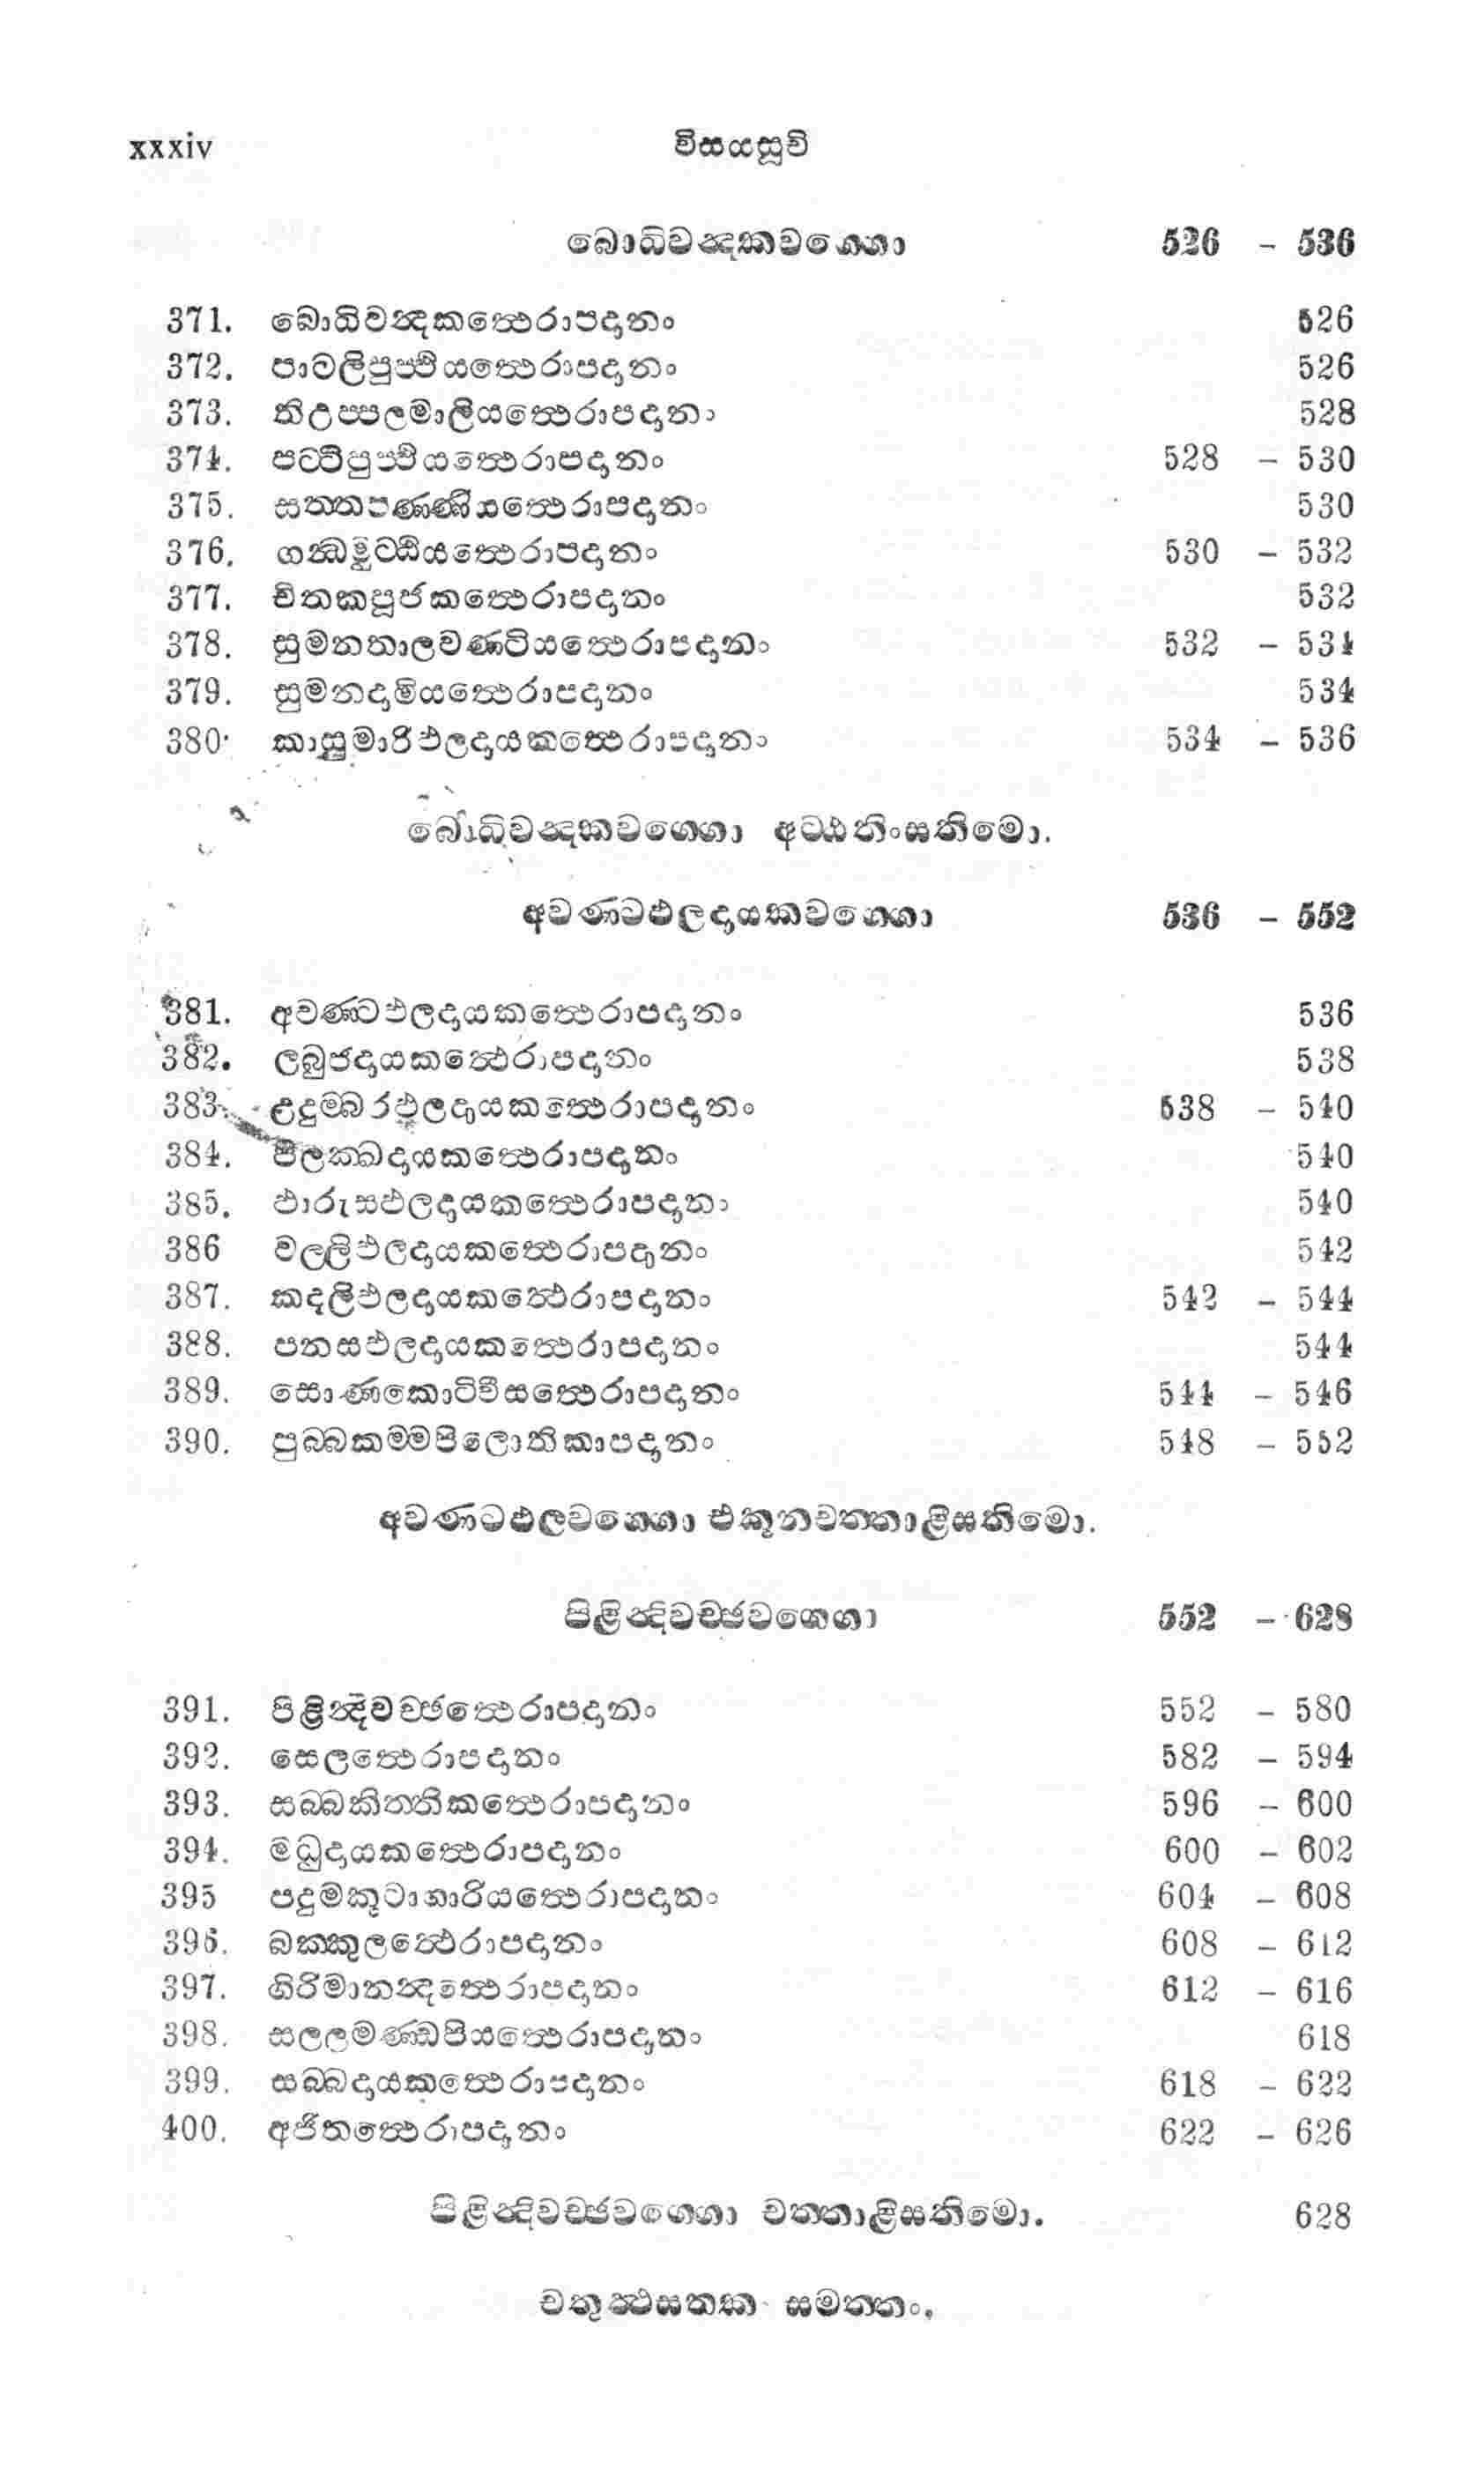 xxxiv විසයසූචි
බොධිවන්‍දකවග්ගො 526 - 536
371. බොධිවන්‍දකත්‍ථෙරාපදානං 526
372. පාටලිපුප්ඵියත්‍ථෙරාපදානං 526
373. තිඋප්පලමාලියත්‍ථෙරාපදානං 528
374. පට්ටිපුප්ඵියත්‍ථෙරාපදානං 528 - 530
375. සත්තපණ්ණියත්‍ථෙරාපදානං 530
376. ගන්‍ධමුට්ඨියත්‍ථෙරාපදානං 530 - 532
377. චිතකපූජකත්‍ථෙරාපදානං 532
378. සුමනතාලවණ්ටියත්‍ථෙරාපදානං 532 - 534
379. සුමනදාමියත්‍ථෙරාපදානං 534
380. කාසුමාරිඵලදායකත්‍ථෙරාපදානං 534 - 536
බොධිවන්‍දකවග්ගො අට්ඨතිංසතිමො.
අවණ්ටඵලදායකවග්ගො 536 - 552
381. අවණ්ටඵලදායකත්‍ථෙරාපදානං 536
382. ලබුජදායකත්‍ථෙරාපදානං 538
383. උදුම්බරඵලදායකත්‍ථෙරාපදානං 538 - 540
384. පිලක්ඛදායකත්‍ථෙරාපදානං 540
385. ඵාරුසඵලදායකත්‍ථෙරාපදානං 540
386 වල්ලිඵලදායකත්‍ථෙරාපදානං 542
387. කදලිඵලදායකත්‍ථෙරාපදානං 542 - 544
388. පනසඵලදායකත්‍ථෙරාපදානං 544
389. සොණකොටිවීසත්‍ථෙරාපදානං 544 - 546
390. පුබ්බකම්මපිලොතිකාපදානං 548 - 552
අවණ්ටඵලවග්ගො එකූනචත්තාළීසතිමො.
පිළින්‍දිවච්ඡවග්ගො 552 - 628
391. පිළින්‍දිවච්ඡත්‍ථෙරාපදානං 552 - 580
392. සෙලත්‍ථෙරාපදානං 582 - 594
393. සබ්බකිත්තිකත්‍ථෙරාපදානං 596 - 600
394. මධුදායකත්‍ථෙරාපදානං 600 - 602
395 පදුමකූටාගාරියත්‍ථෙරාපදානං 604 - 608
396. බක්කුලත්‍ථෙරාපදානං 608 - 612
397. ගිරිමානන්‍දත්‍ථෙරාපදානං 612 - 616
398. සලලමණ්ඩපියත්‍ථෙරාපදානං 618
399. සබ්බදායකත්‍ථෙරාපදානං 618 - 622
400. අජිතත්‍ථෙරාපදානං 622 - 626
පිළින්‍දිවච්ඡවග්ගො චත්තාළීසතිමො. 628
චතුත්‍ථසතක සමත්තං.